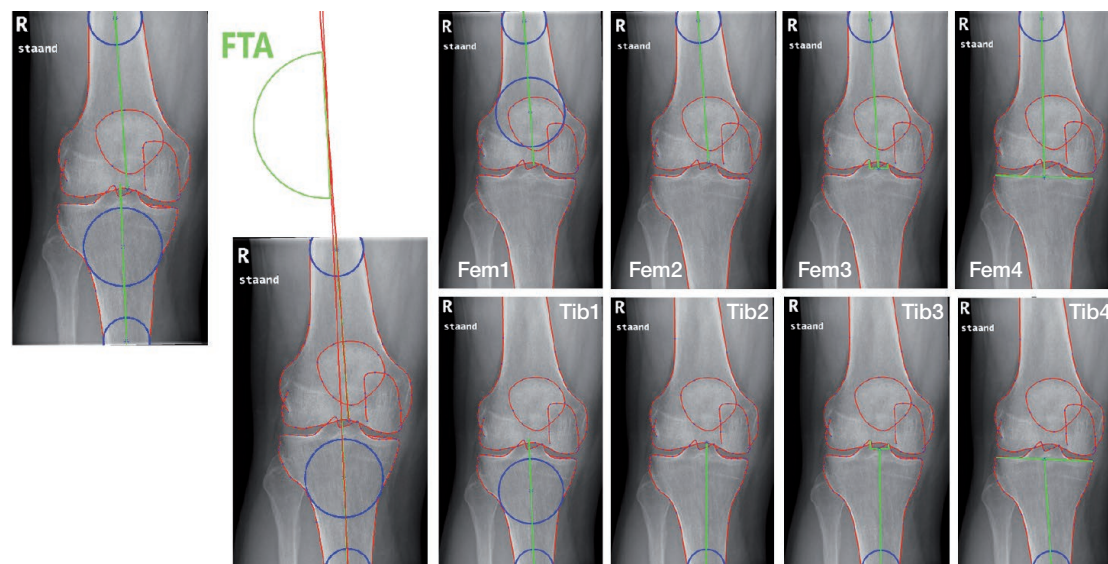 R
staand
FTA
R
staand
R
staand
Fem1
R
staand
Fem2
R
staand
Fem3
R
staand
Fem4
R
staand
Tib1
R
staand
Tib2
R
staand
Tib3
R
staand
Tib4